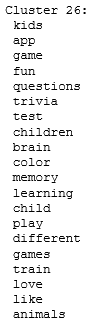 Cluster 26:
kids
app
game
fun
questions
trivia
test
children
brain
color
memory
learning
child
play
different
games
train
love
like
animals